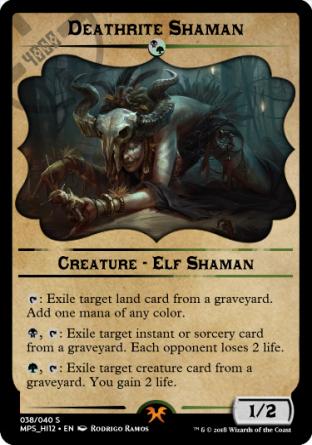 Deathrite Shaman
Creature - Elf Shaman
: Exile target land card from a graveyard.
Add one mana of any color.
, : Exile target instant or sorcery card
from a graveyard. Each opponent loses 2 life.
, : Exile target creature card from a
graveyard. You gain 2 life.
038/040 S
MPS_HI12 • EN Rodrigo Ramos
™ & © 2018 Wizards of the Coast
1/2